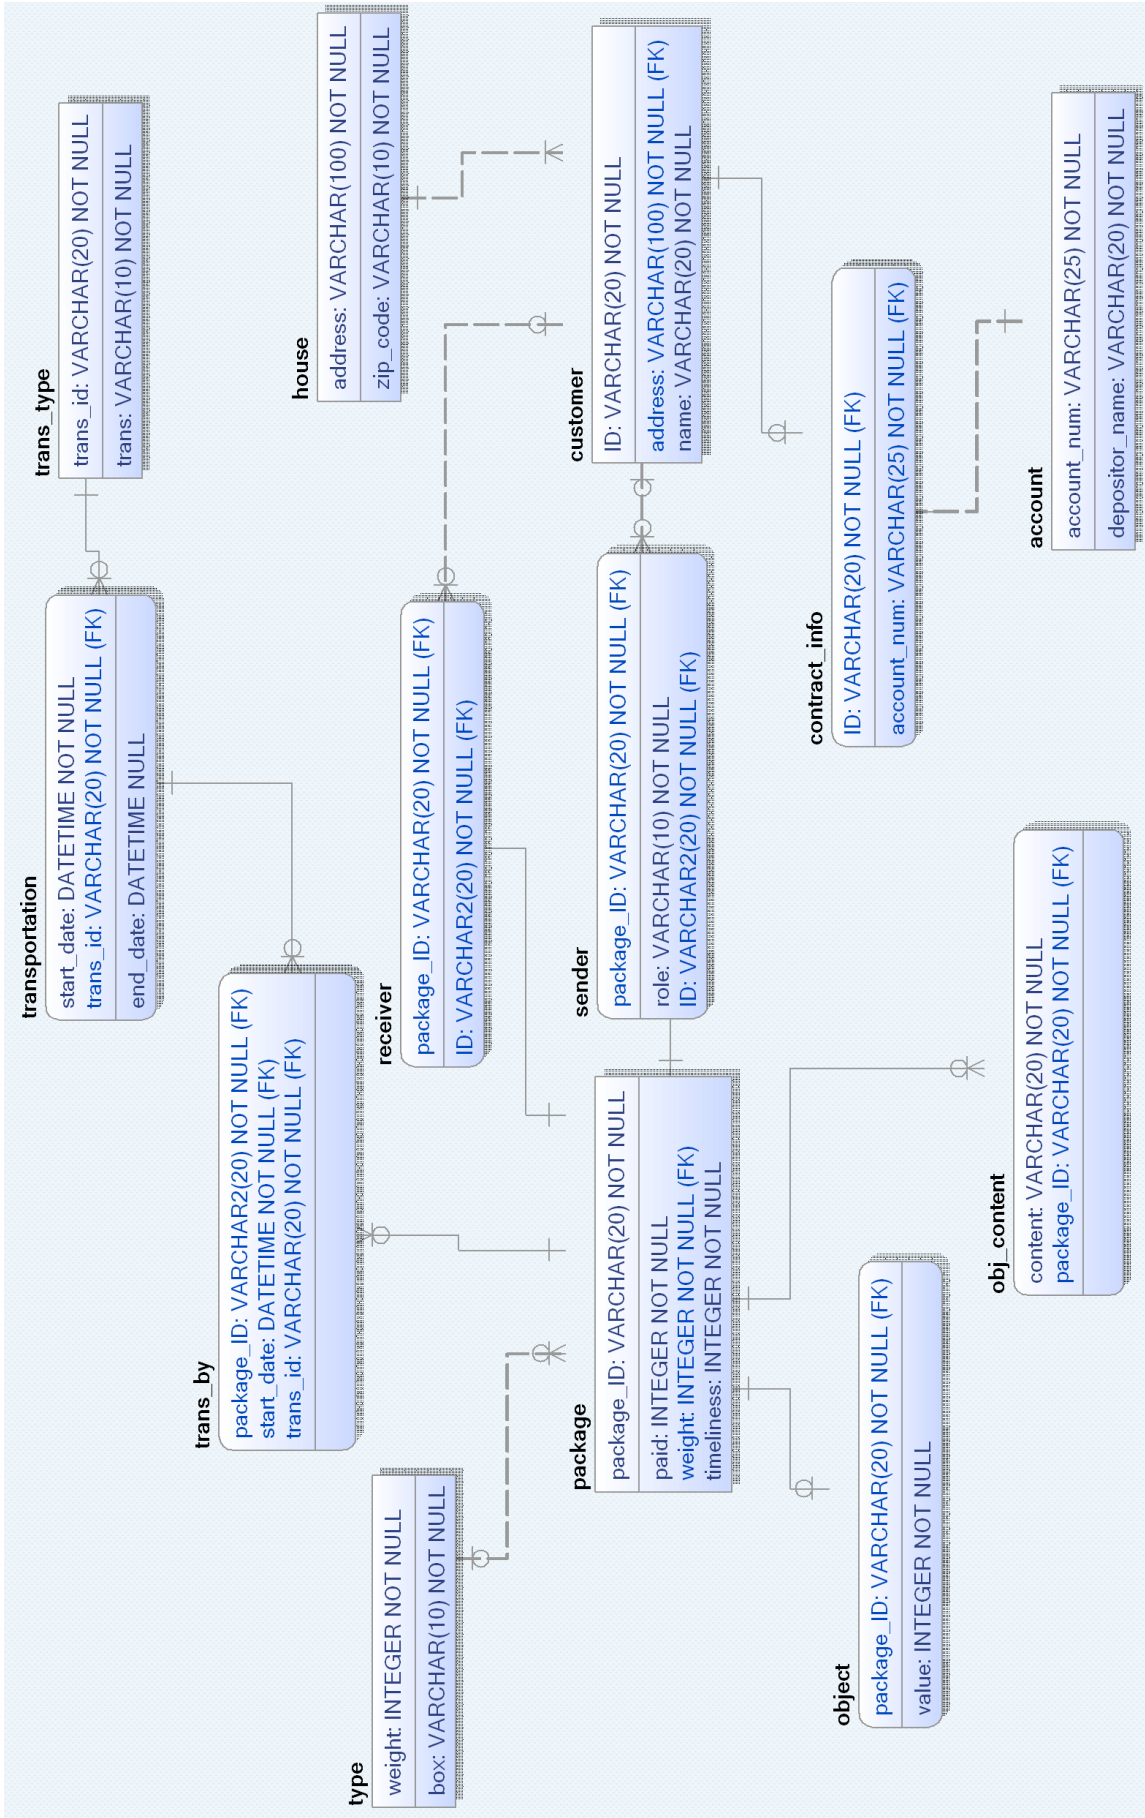 type
weight: INTEGER NOT NULL
box: VARCHAR(10) NOT NULL
trans_by
package_ID: VARCHAR2(20) NOT NULL (FK)
start_date: DATETIME NOT NULL (FK)
trans_id: VARCHAR(20) NOT NULL (FK)
transportation
start_date: DATETIME NOT NULL
trans_id: VARCHAR(20) NOT NULL (FK)
end_date: DATETIME NULL
trans_type
trans_id: VARCHAR(20) NOT NULL
trans: VARCHAR(10) NOT NULL
receiver
package_ID: VARCHAR(20) NOT NULL (FK)
ID: VARCHAR2(20) NOT NULL (FK)
house
address: VARCHAR(100) NOT NULL
zip_code: VARCHAR(10) NOT NULL
package
package_ID: VARCHAR(20) NOT NULL
paid: INTEGER NOT NULL
weight: INTEGER NOT NULL (FK)
timeliness: INTEGER NOT NULL
sender
package_ID: VARCHAR(20) NOT NULL (FK)
role: VARCHAR(10) NOT NULL
ID: VARCHAR2(20) NOT NULL (FK)
customer
ID: VARCHAR(20) NOT NULL
address: VARCHAR(100) NOT NULL (FK)
name: VARCHAR(20) NOT NULL
object
package_ID: VARCHAR(20) NOT NULL (FK)
value: INTEGER NOT NULL
obj_content
content: VARCHAR(20) NOT NULL
package_ID: VARCHAR(20) NOT NULL (FK)
contract_info
ID: VARCHAR(20) NOT NULL (FK)
account_num: VARCHAR(25) NOT NULL (FK)
account
account_num: VARCHAR(25) NOT NULL
depositor_name: VARCHAR(20) NOT NULL